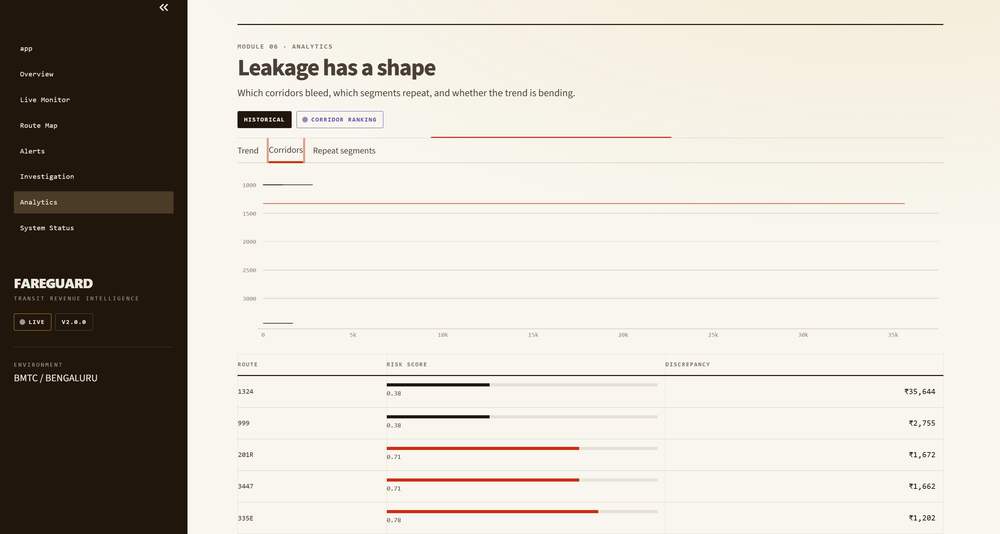 app
Overview
Live Monitor
Route Map
Alerts
Investigation
Analytics
System Status
FAREGUARD
TRANSIT REVENUE INTELLIGENCE
LIVE V2.0.0
ENVIRONMENT
BMTC / BENGALURU
MODULE 06 · ANALYTICS
Leakage has a shape
Which corridors bleed, which segments repeat, and whether the trend is bending.
HISTORICAL CORRIDOR RANKING
Trend Corridors Repeat segments
1000
1500
2000
2500
3000
0 5k 10k 15k 20k 25k 30k 35k
ROUTE RISK SCORE DISCREPANCY
1324 0.38 ₹35,644
999 0.38 ₹2,755
201R 0.71 ₹1,672
3447 0.71 ₹1,662
335E 0.78 ₹1,202